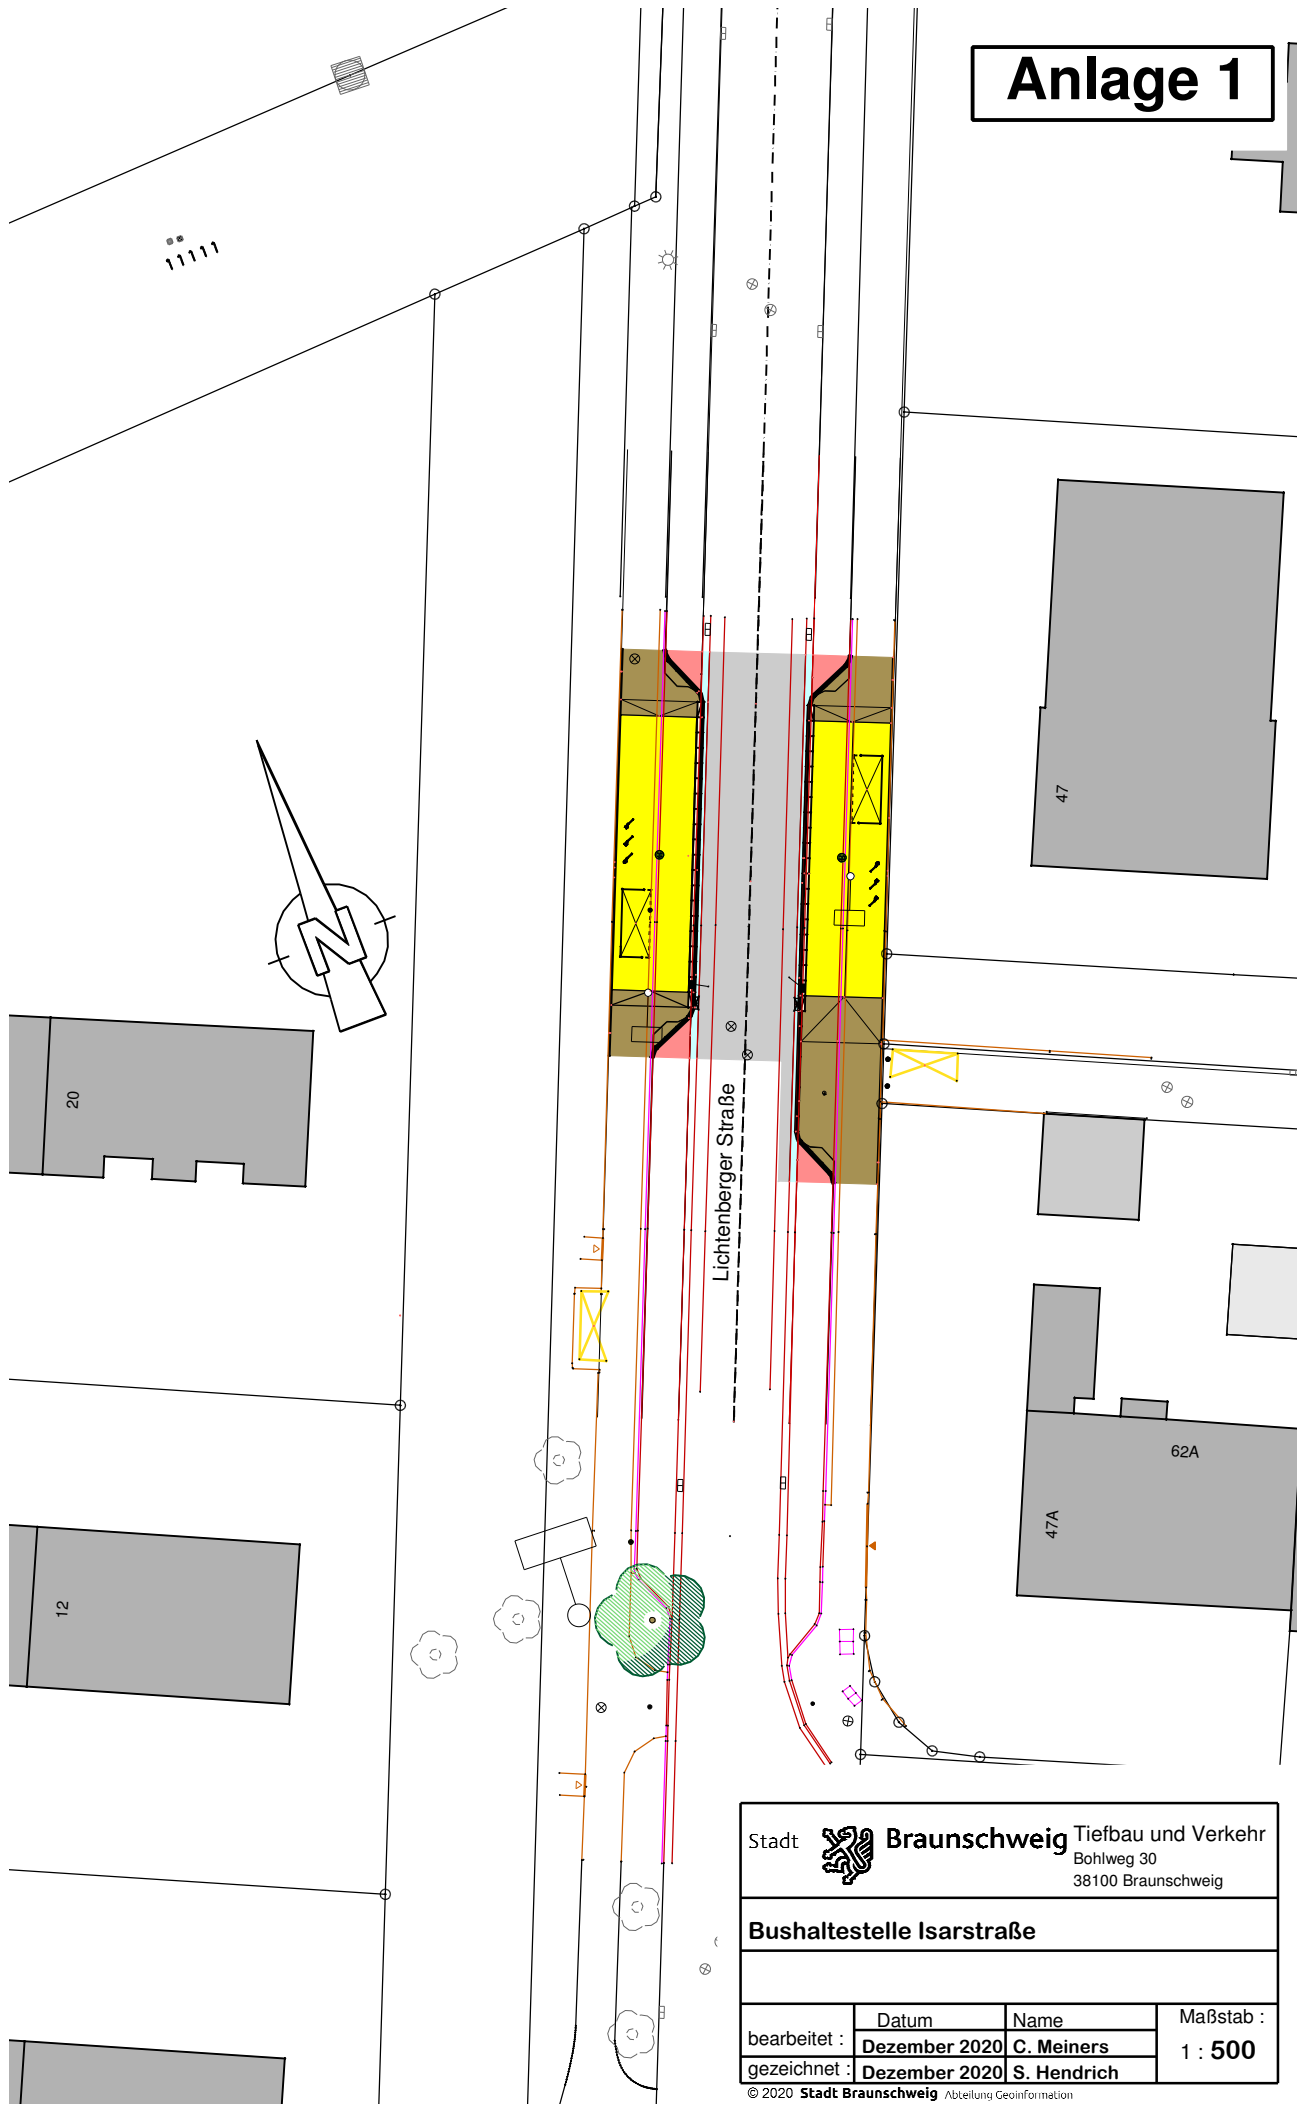 Anlage 1
N
47
20
Lichtenberger Straße
62A
47A
12
Stadt Braunschweig
Tiefbau und Verkehr
Bohlweg 30
38100 Braunschweig
Bushaltestelle Isarstraße
Datum Name Maßstab :
bearbeitet : Dezember 2020 C. Meiners 1 : 500
gezeichnet : Dezember 2020 S. Hendrich
© 2020 Stadt Braunschweig Abteilung Geoinformation